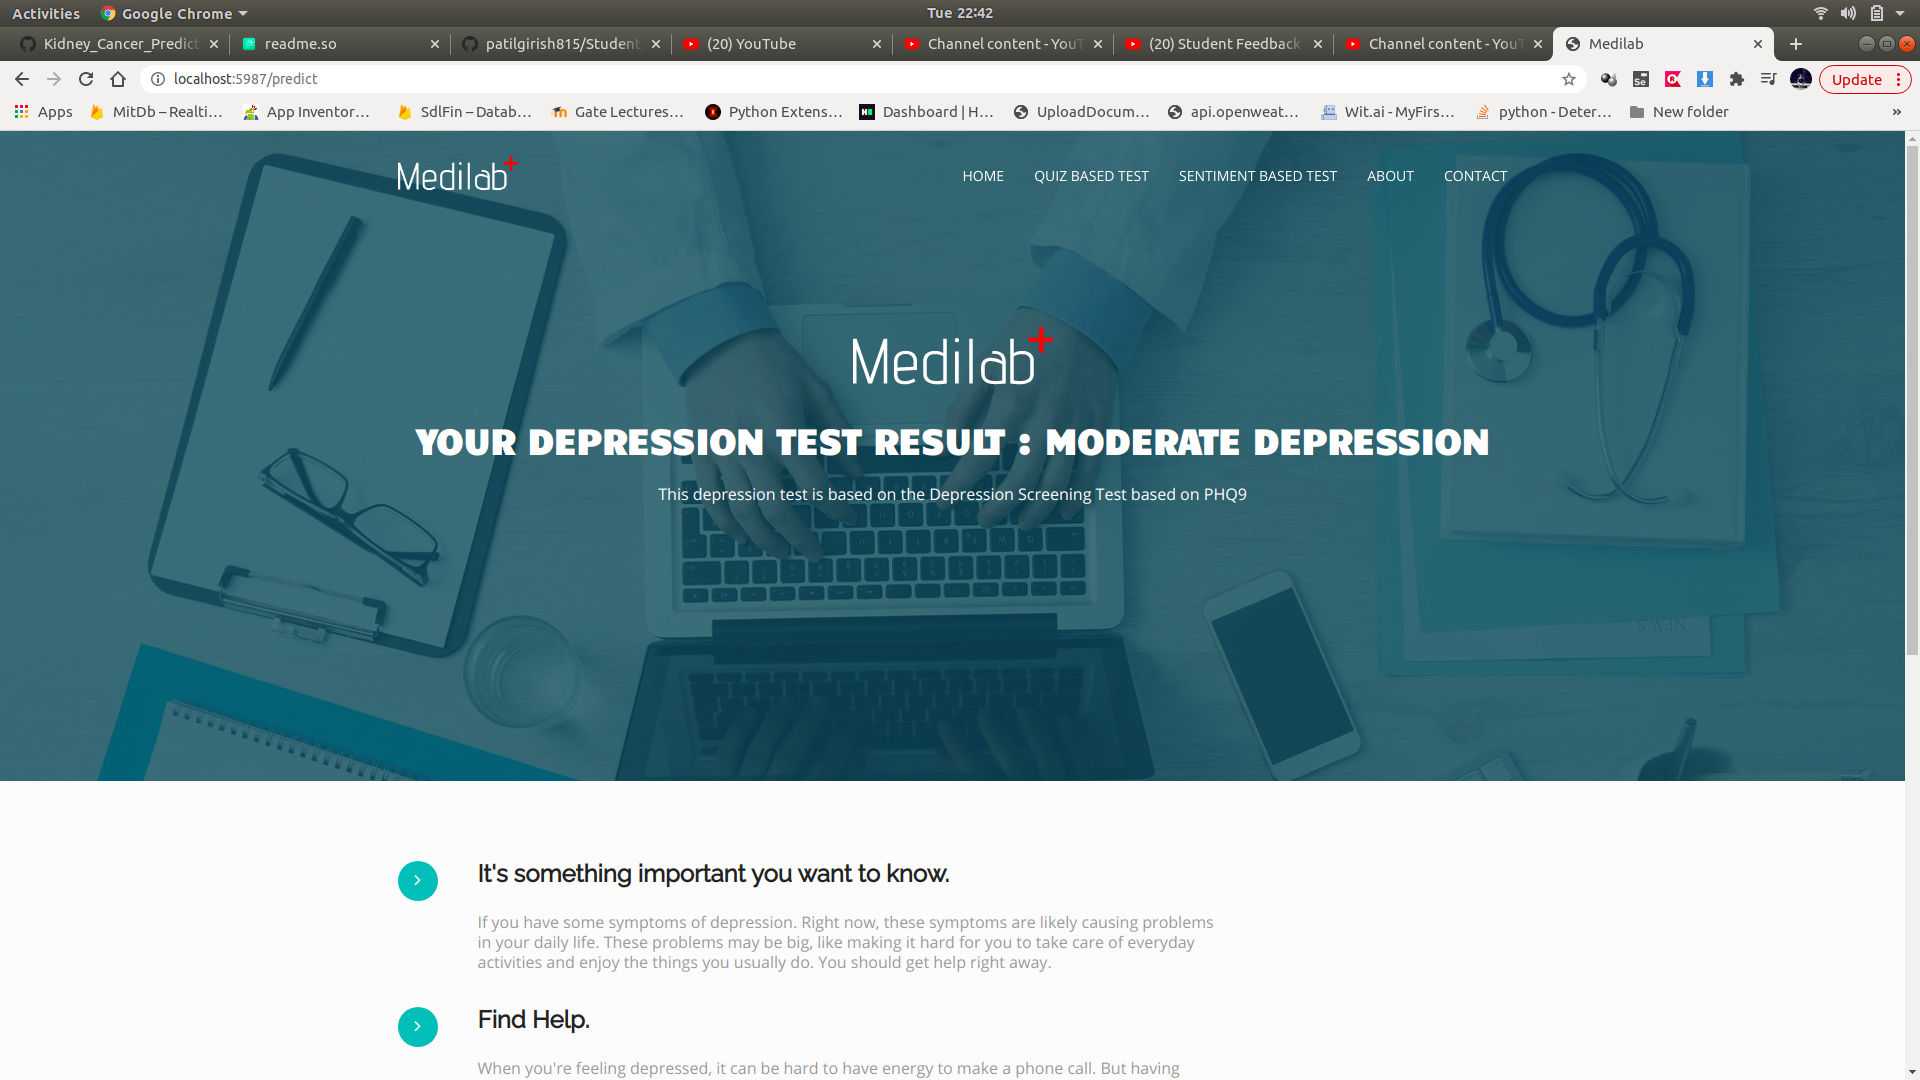 Activities Google Chrome Tue 22:42
Kidney_Cancer_Predict readme.so patilgirish815/Student (20) YouTube Channel content - YouT (20) Student Feedback Channel content - YouT Medilab
localhost:5987/predict Update
Apps MitDb – Realti… App Inventor… SdlFin – Datab… Gate Lectures… Python Extens… Dashboard | H… UploadDocum… api.openweat… Wit.ai - MyFirs… python - Deter… New folder »
Medilab+ HOME QUIZ BASED TEST SENTIMENT BASED TEST ABOUT CONTACT
Medilab+
YOUR DEPRESSION TEST RESULT : MODERATE DEPRESSION
This depression test is based on the Depression Screening Test based on PHQ9
NEWS
It's something important you want to know.
If you have some symptoms of depression. Right now, these symptoms are likely causing problems
in your daily life. These problems may be big, like making it hard for you to take care of everyday
activities and enjoy the things you usually do. You should get help right away.
Find Help.
When you're feeling depressed, it can be hard to have energy to make a phone call. But having